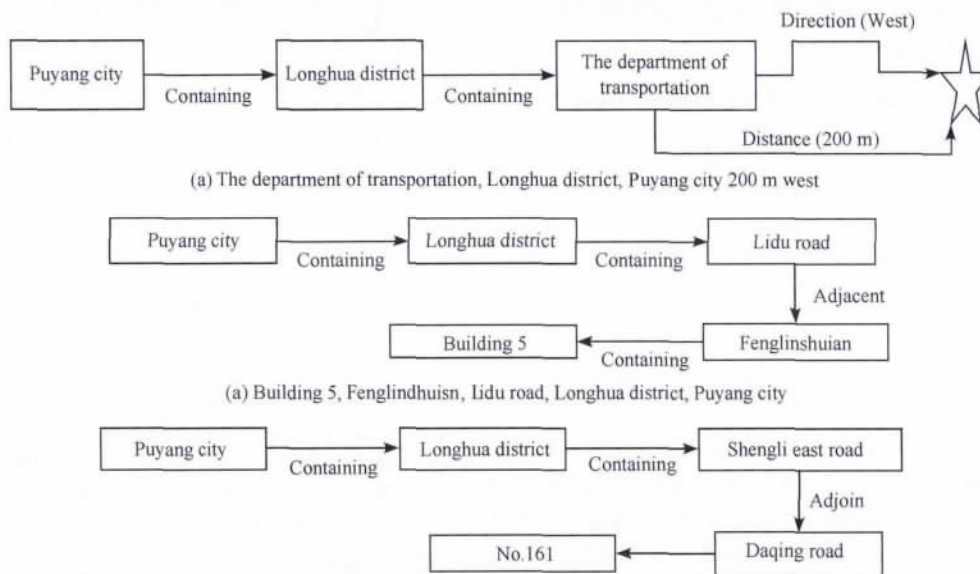 Direction (West)
Puyang city
Longhua district
The department of
transportation
Containing
Containing
Distance (200 m)
(a) The department of transportation, Longhua district, Puyang city 200 m west
Puyang city
Longhua district
Lidu road
Containing
Containing
Adjacent
Building 5
Fenglinshuian
Containing
(a) Building 5, Fenglindhuisn, Lidu road, Longhua district, Puyang city
Puyang city
Longhua district
Shengli east road
Containing
Containing
Adjoin
No.161
Daqing road